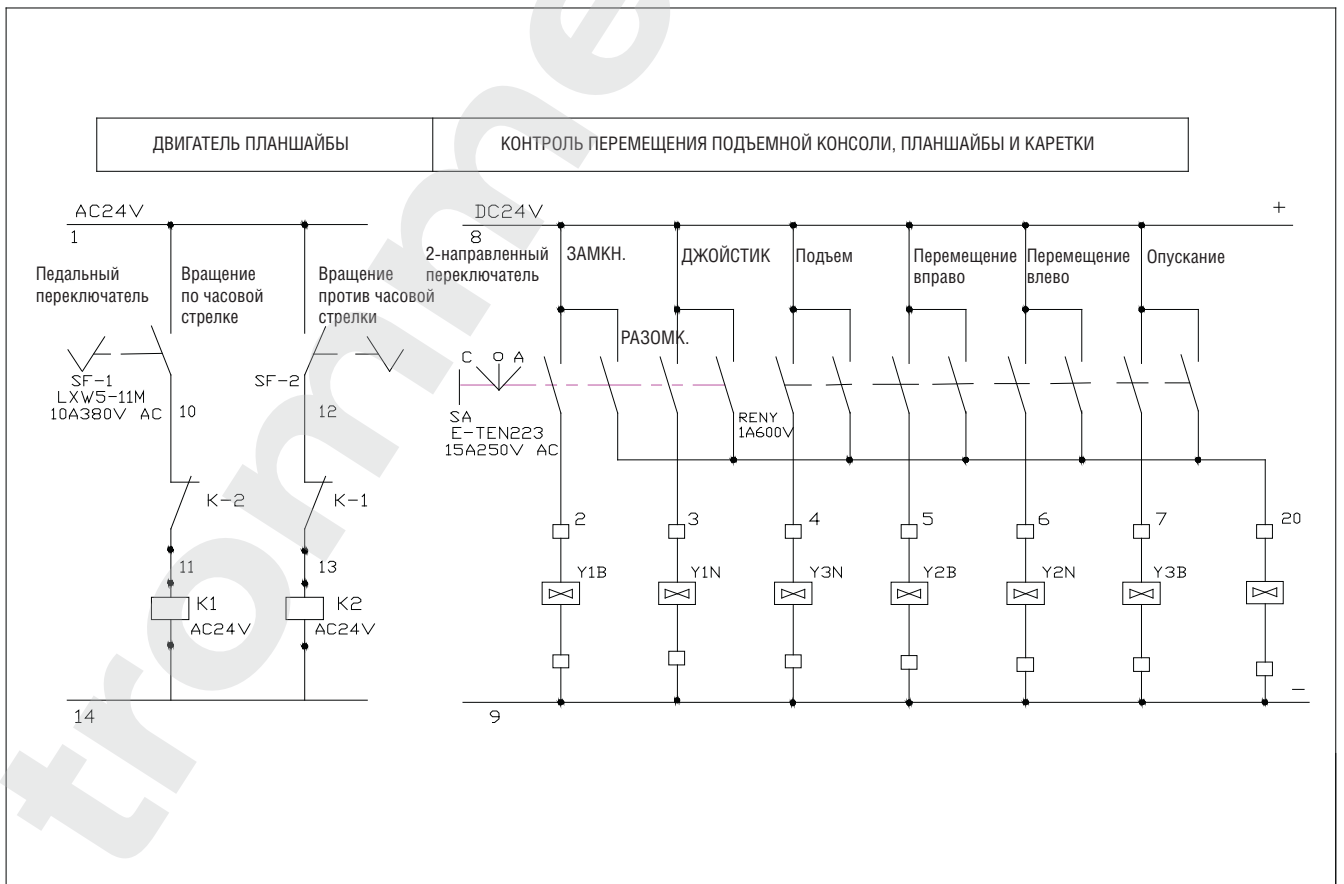 ДВИГАТЕЛЬ ПЛАНШАЙБЫ
КОНТРОЛЬ ПЕРЕМЕЩЕНИЯ ПОДЪЕМНОЙ КОНСОЛИ, ПЛАНШАЙБЫ И КАРЕТКИ
AC24V
1
Педальный
переключатель
Вращение
по часовой
стрелке
Вращение
против часовой
стрелки
SF-1
LXW5-11M
10A380V AC
10
SF-2
12
K-2
K-1
11
13
K1
AC24V
K2
AC24V
14
DC24V
+
8
2-направленный
переключатель
ЗАМКН.
ДЖОЙСТИК
Подъем
Перемещение
вправо
Перемещение
влево
Опускание
РАЗОМК.
C O A
SA
E-TEN223
15A250V AC
RENY
1A600V
2
3
4
5
6
7
20
Y1B
Y1N
Y3N
Y2B
Y2N
Y3B
9
−
tromme